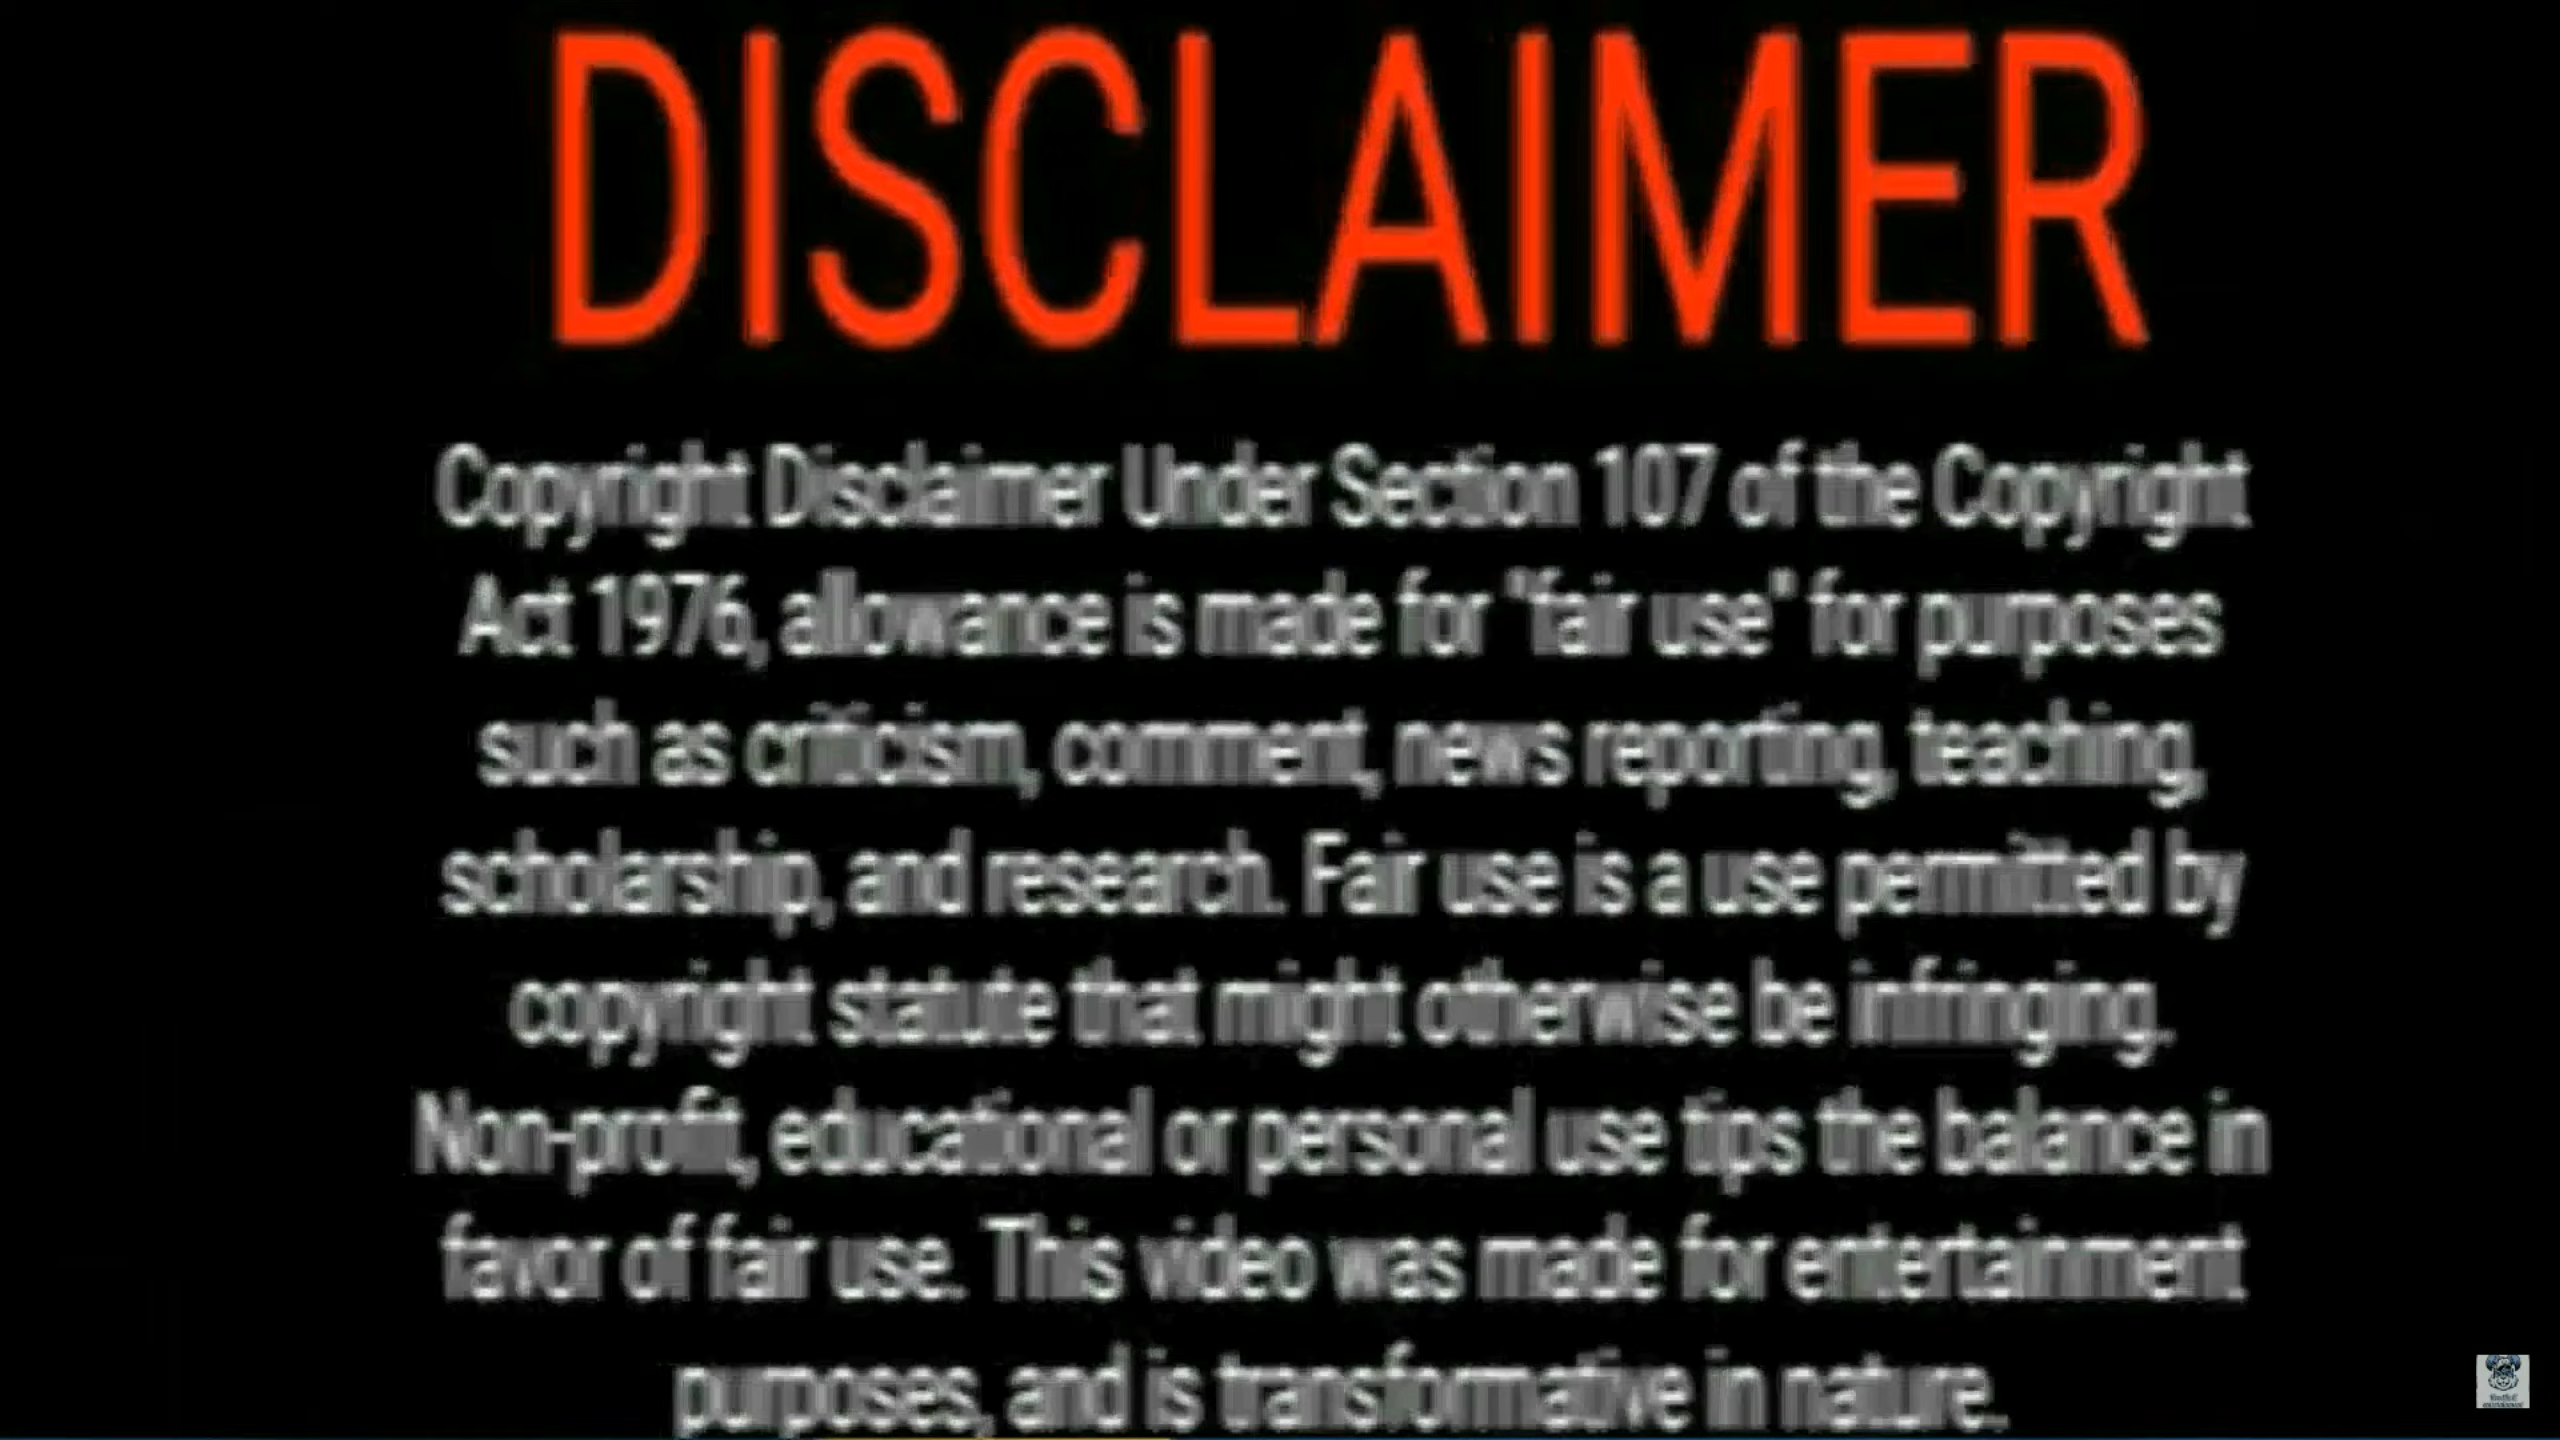 DISCLAIMER
Copyright Disclaimer Under Section 107 of the Copyright
Act 1976, allowance is made for "fair use" for purposes
such as criticism, comment, news reporting, teaching,
scholarship, and research. Fair use is a use permitted by
copyright statute that might otherwise be infringing.
Non-profit, educational or personal use tips the balance in
favor of fair use. This video was made for entertainment
purposes, and is transformative in nature.